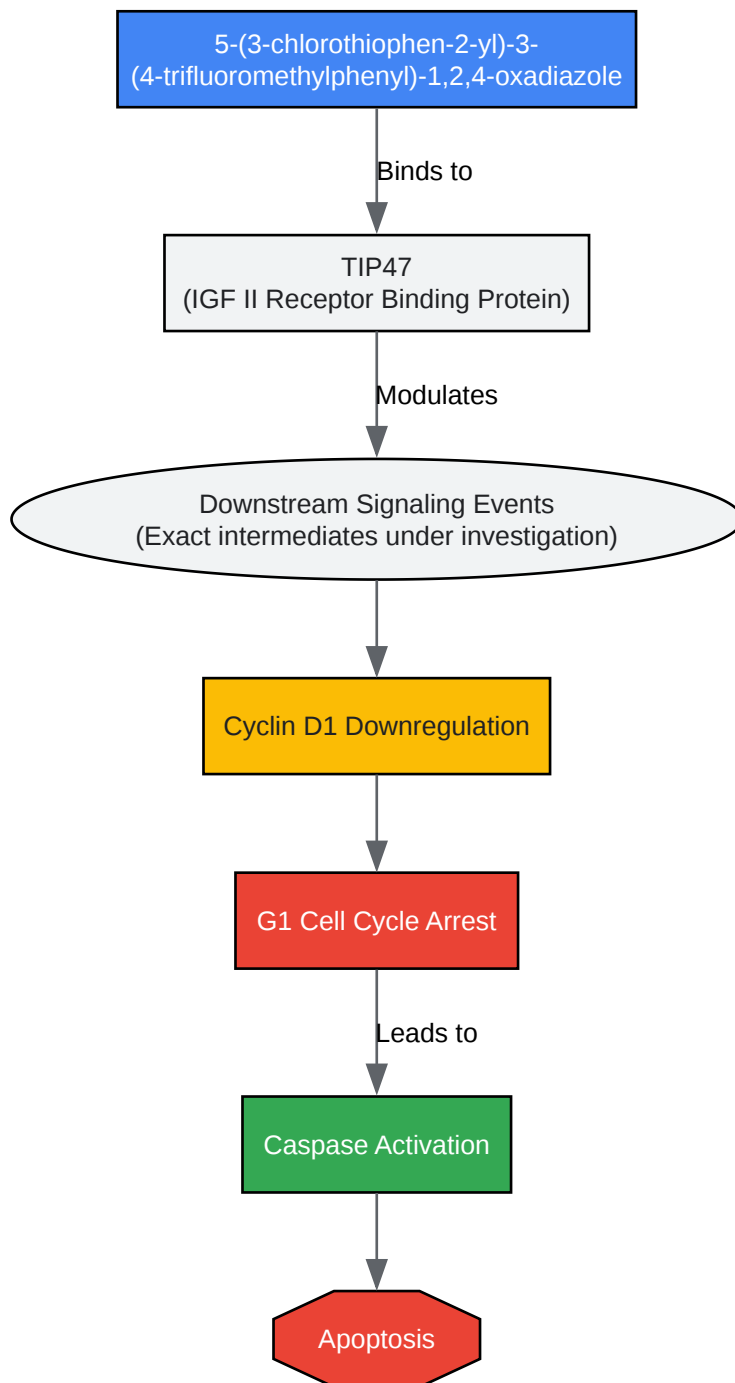 5-(3-chlorothiophen-2-yl)-3-
(4-trifluoromethylphenyl)-1,2,4-oxadiazole
Binds to
TIP47
(IGF II Receptor Binding Protein)
Modulates
Downstream Signaling Events
(Exact intermediates under investigation)
Cyclin D1 Downregulation
G1 Cell Cycle Arrest
Leads to
Caspase Activation
Apoptosis